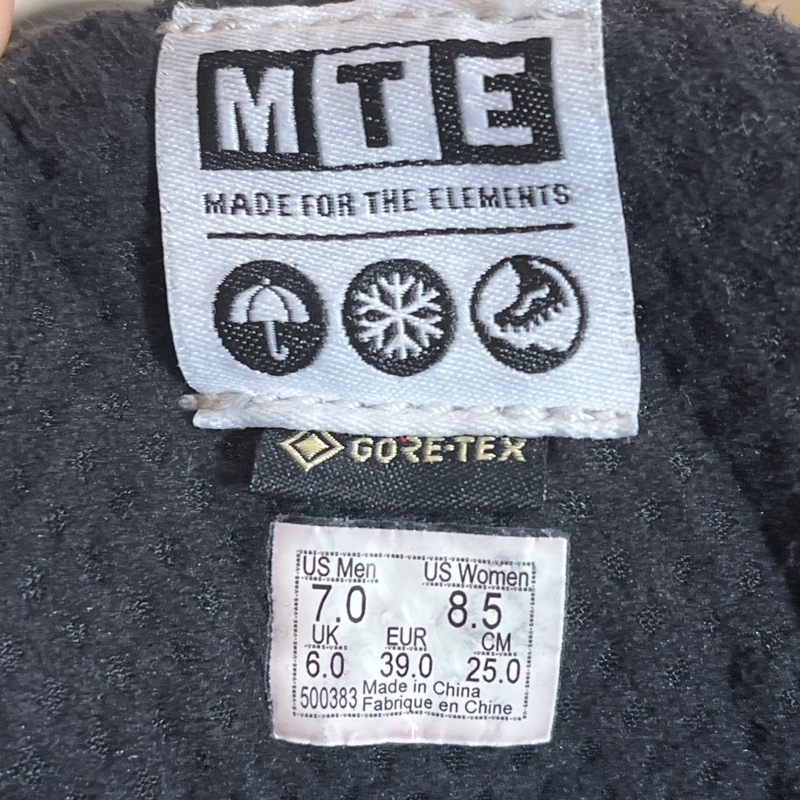 MTE
MADE FOR THE ELEMENTS
GORE-TEX
US Men US Women
7.0 8.5
UK EUR CM
6.0 39.0 25.0
500383 Made in China
Fabrique en Chine